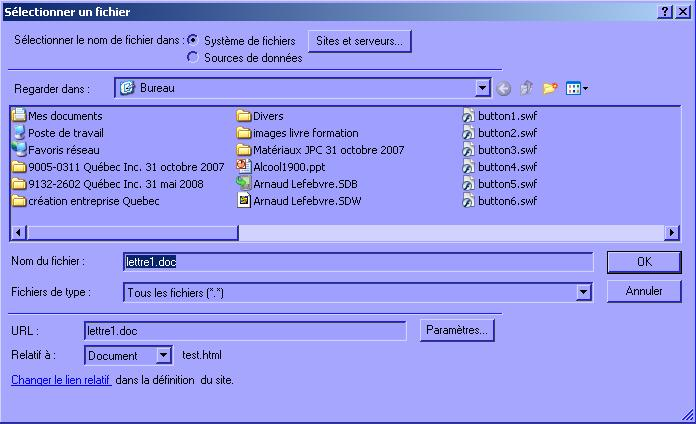 Sélectionner un fichier
Sélectionner le nom de fichier dans : Système de fichiers Sites et serveurs...
Sources de données
Regarder dans : Bureau
Mes documents Divers button1.swf
Poste de travail images livre formation button2.swf
Favoris réseau Matériaux JPC 31 octobre 2007 button3.swf
9005-0311 Québec Inc. 31 octobre 2007 Alcool1900.ppt button4.swf
9132-2602 Québec Inc. 31 mai 2008 Arnaud Lefebvre.SDB button5.swf
création entreprise Quebec Arnaud Lefebvre.SDW button6.swf
Nom du fichier : lettre1.doc OK
Fichiers de type : Tous les fichiers (*.*) Annuler
URL : lettre1.doc Paramètres...
Relatif à : Document test.html
Changer le lien relatif dans la définition du site.